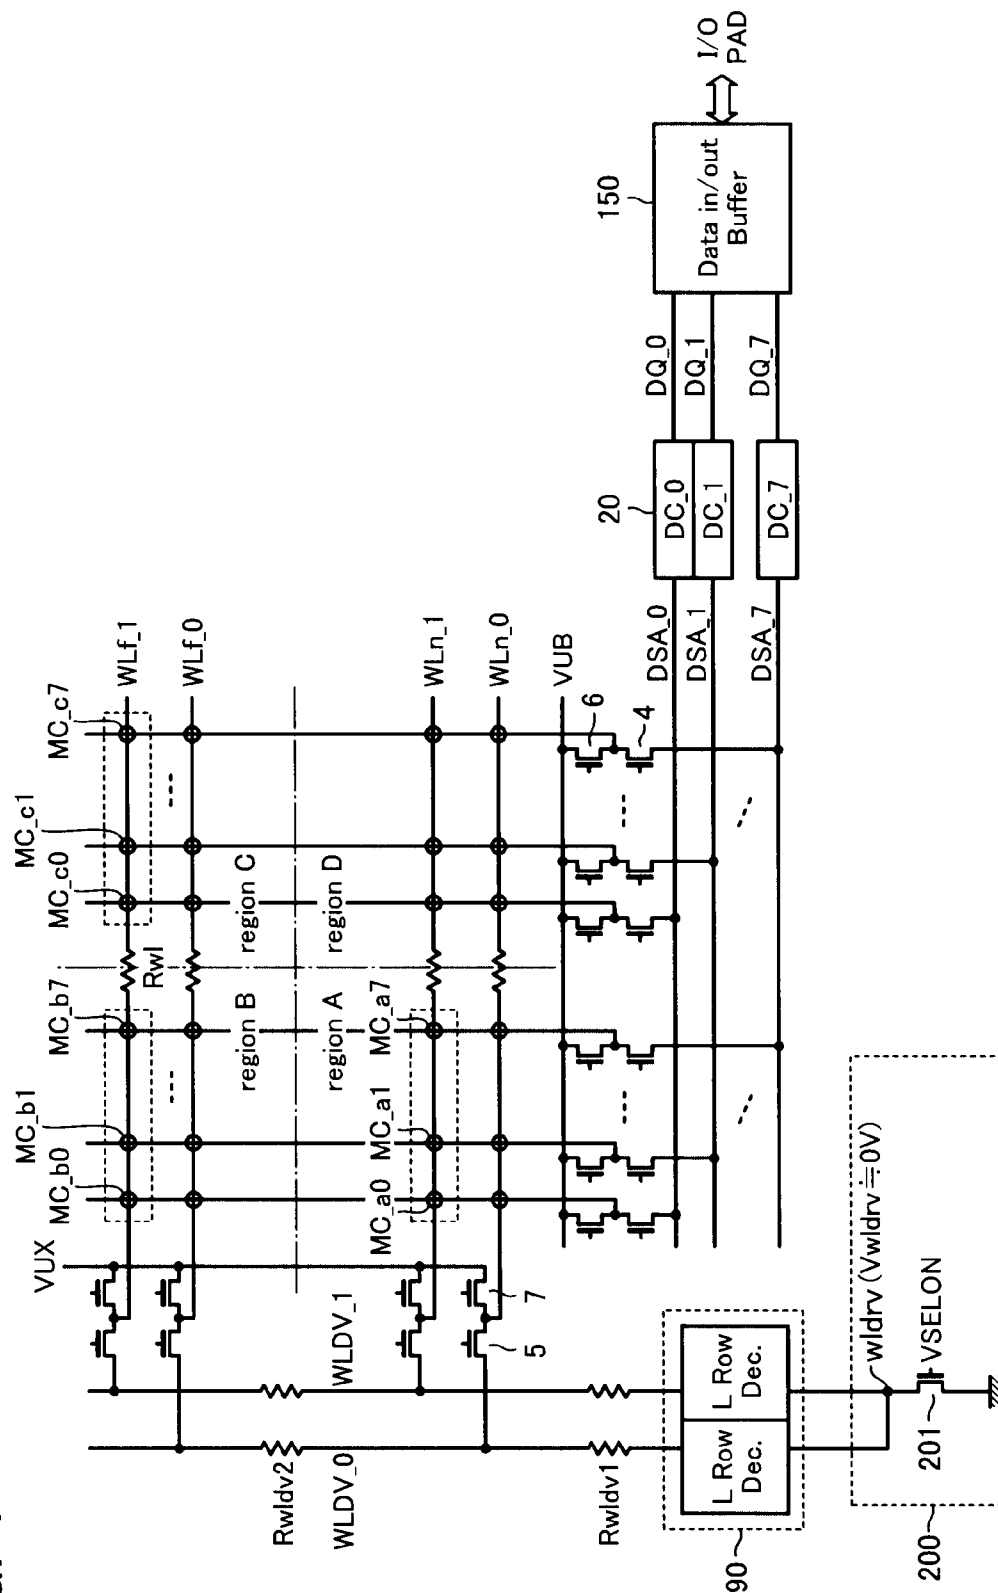 MC_c7
MC_c1
MC_c0
MC_b7
MC_b1
MC_b0
VUX
WLf_1
WLf_0
WLn_1
WLn_0
VUB
Rwl
region C
region D
region B
region A
MC_a7
MC_a1
MC_a0
6
4
7
5
WLDV_1
Rwldv2
WLDV_0
Rwldv1
L Row
Dec.
L Row
Dec.
90
wldrv (Vwldrv≒0V)
VSELON
201
200
DSA_0
DSA_1
DSA_7
20
DC_0
DC_1
DC_7
DQ_0
DQ_1
DQ_7
150
Data in/out
Buffer
I/O
PAD